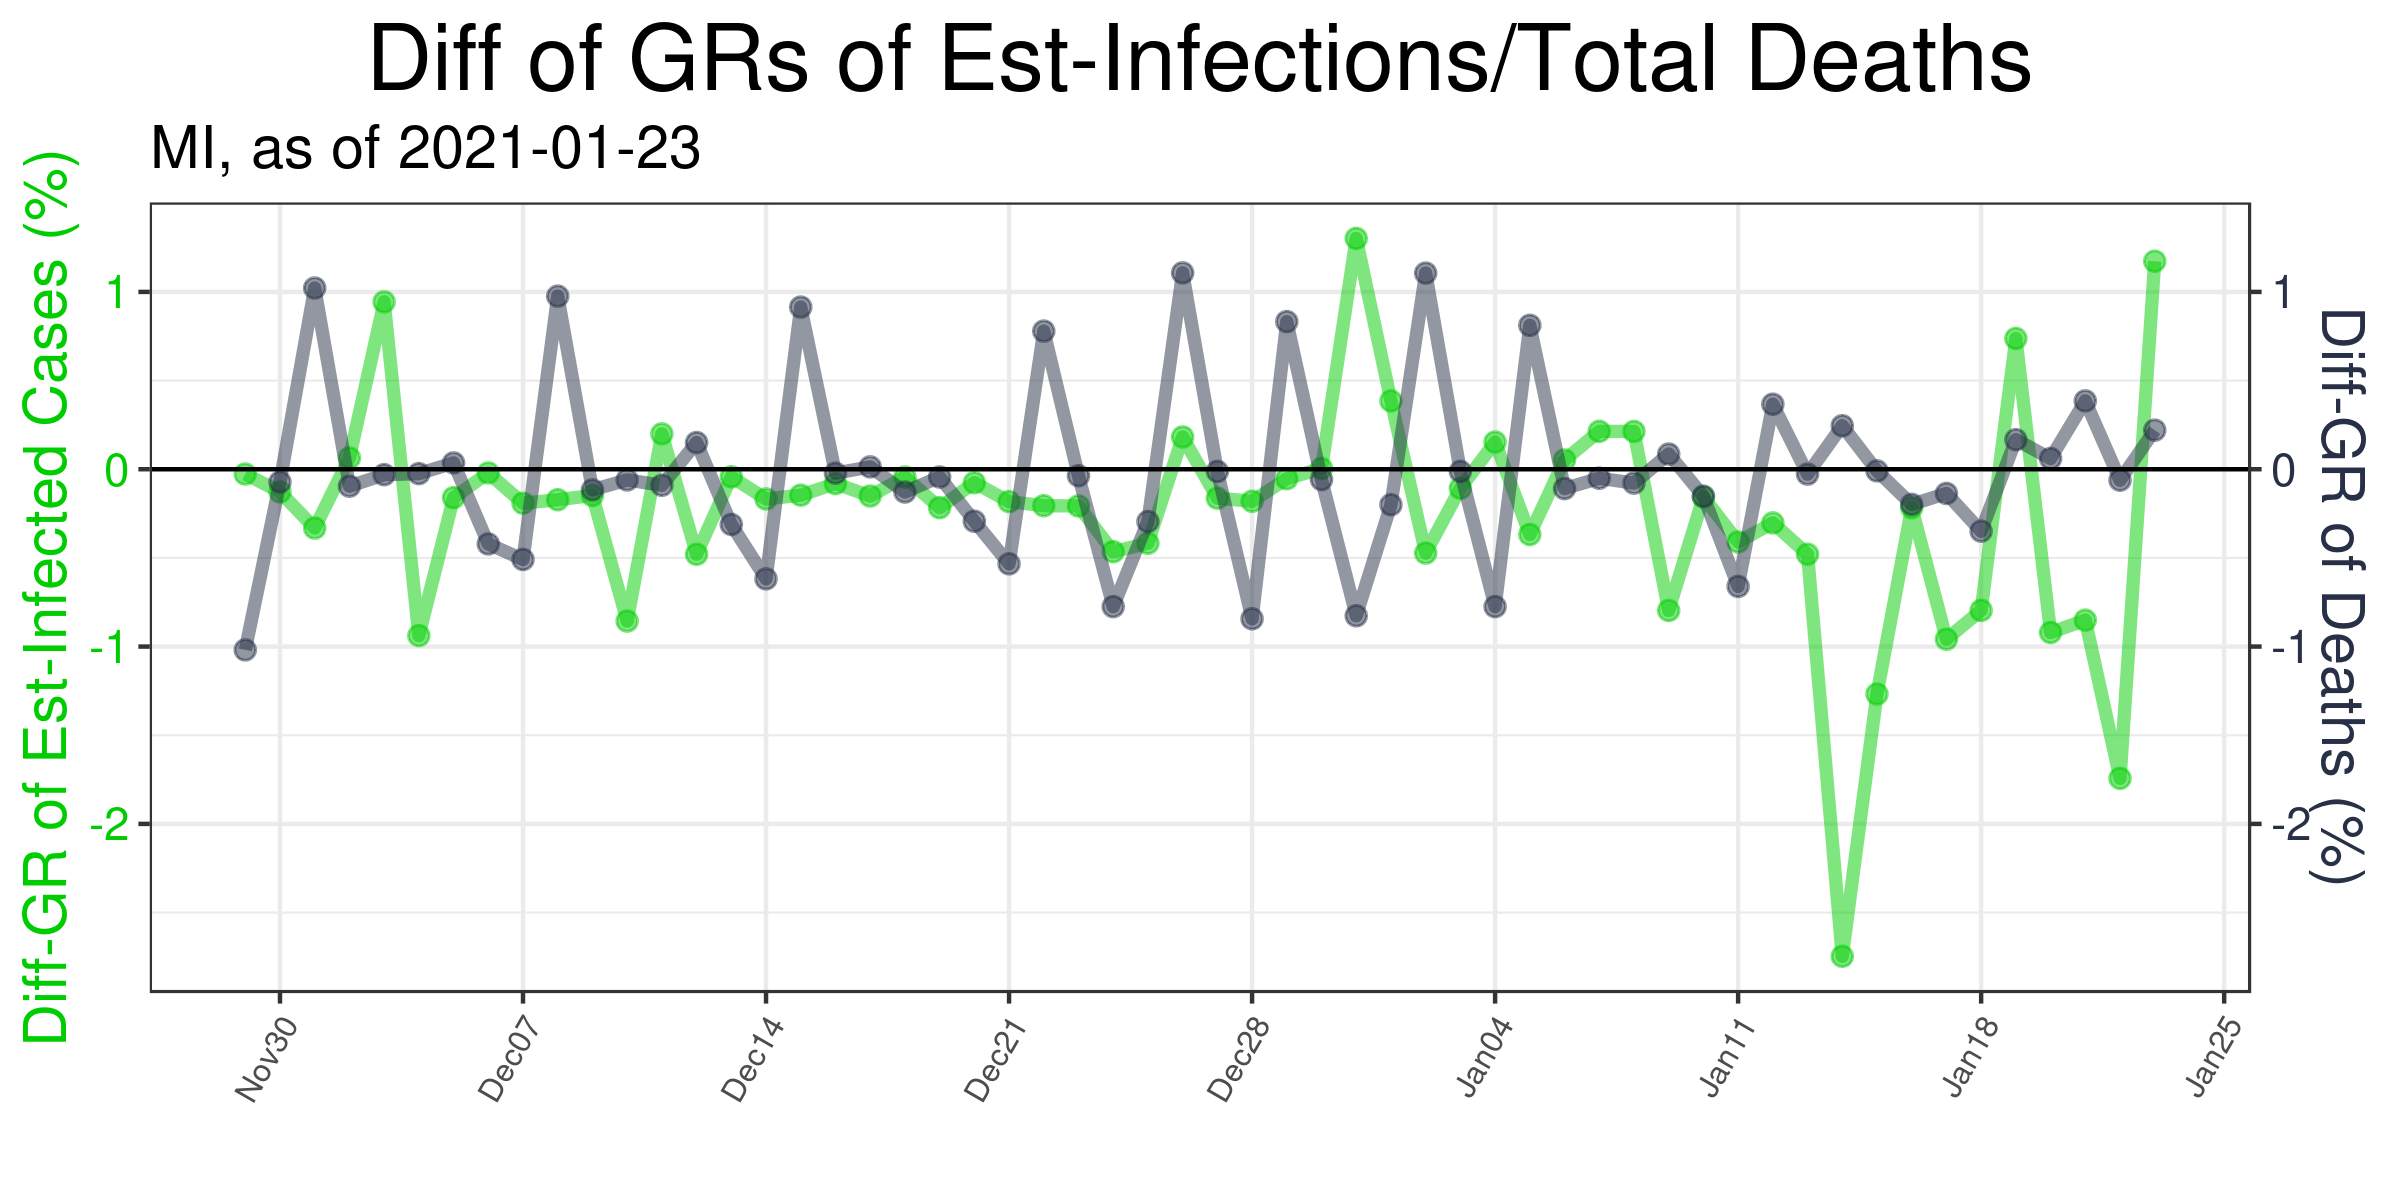 Diff of GRs of Est-Infections/Total Deaths
MI, as of 2021-01-23
Diff-GR of Est-Infected Cases (%)
1
0
-1
-2
1
0
-1
-2
Diff-GR of Deaths (%)
Nov30
Dec07
Dec14
Dec21
Dec28
Jan04
Jan11
Jan18
Jan25